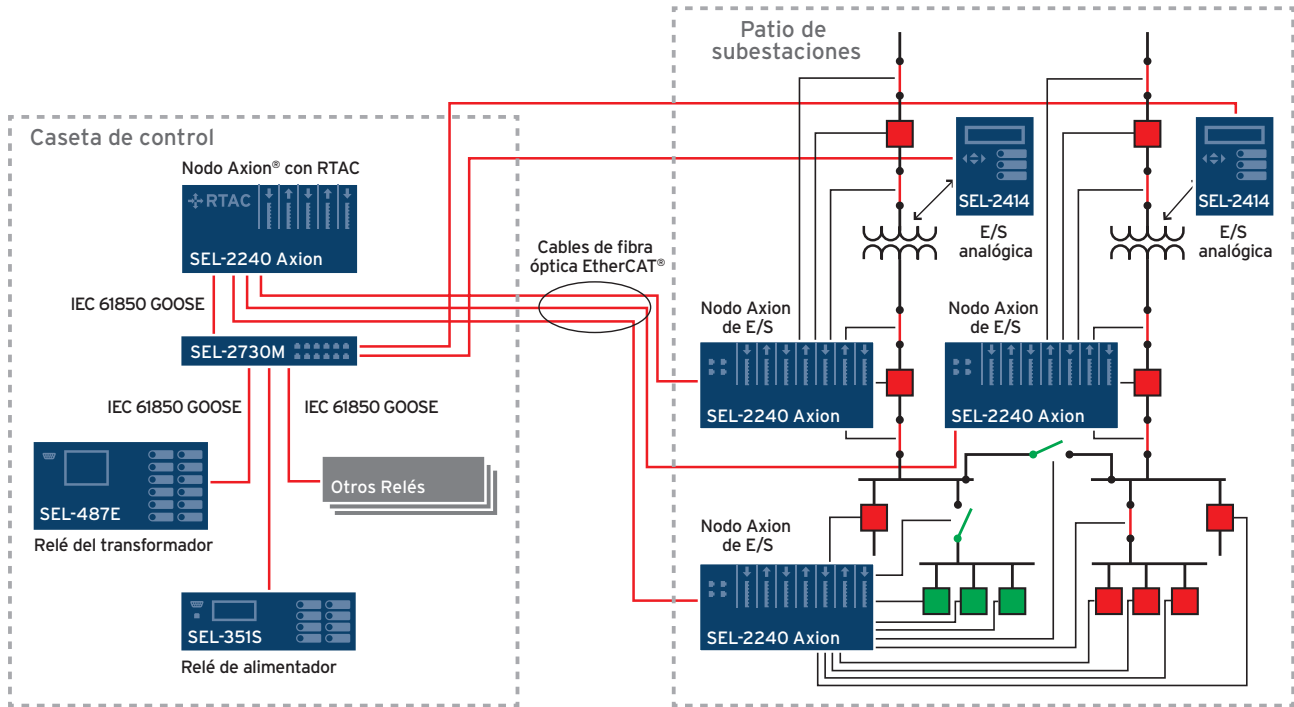 Patio de
subestaciones
Caseta de control
Nodo Axion® con RTAC
RTAC
SEL-2240 Axion
IEC 61850 GOOSE
SEL-2730M
IEC 61850 GOOSE
IEC 61850 GOOSE
SEL-487E
Relé del transformador
Otros Relés
SEL-351S
Relé de alimentador
Cables de fibra
óptica EtherCAT®
SEL-2414
E/S
analógica
SEL-2414
E/S
analógica
Nodo Axion
de E/S
SEL-2240 Axion
Nodo Axion
de E/S
SEL-2240 Axion
Nodo Axion
de E/S
SEL-2240 Axion